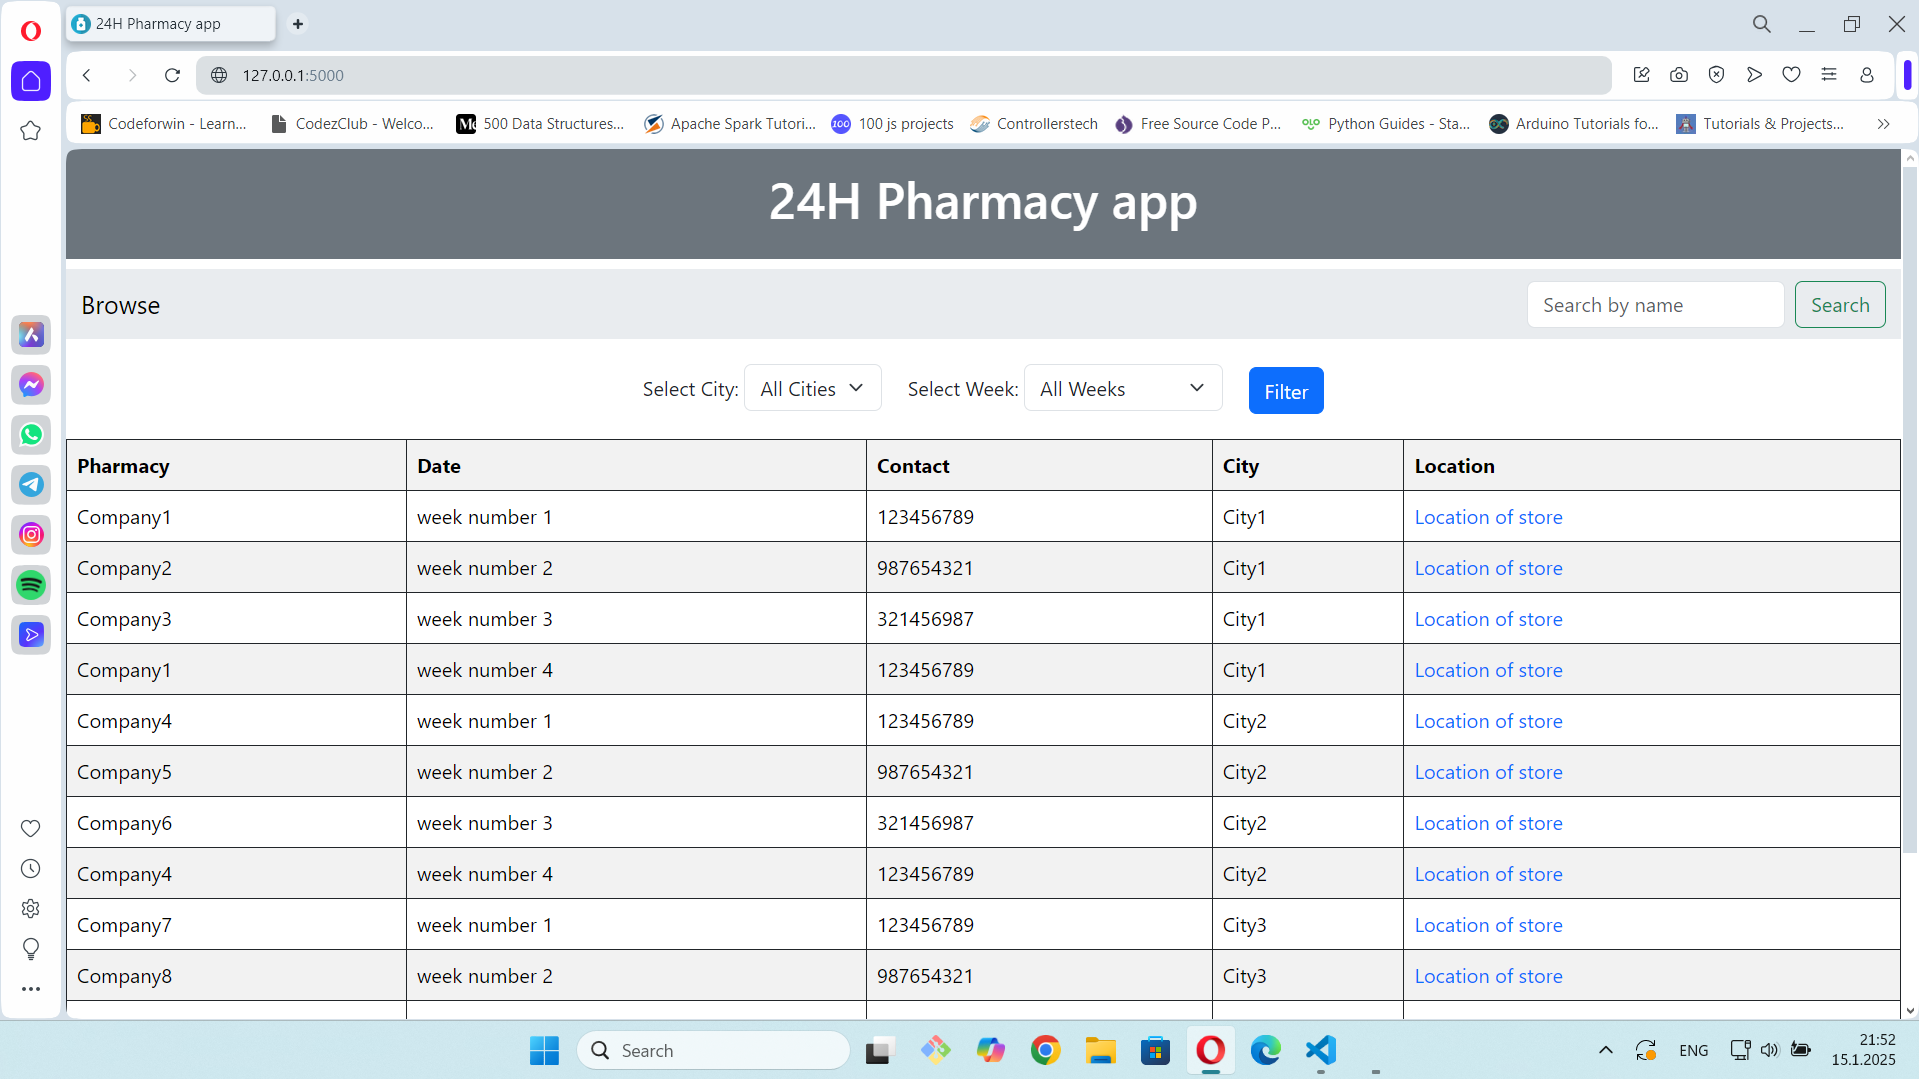 24H Pharmacy app
127.0.0.1:5000
Codeforwin - Learn... CodezClub - Welco... 500 Data Structures... Apache Spark Tutori... 100 js projects Controllerstech Free Source Code P... Python Guides - Sta... Arduino Tutorials fo... Tutorials & Projects...
24H Pharmacy app
Browse Search by name Search
Select City: All Cities Select Week: All Weeks Filter
Pharmacy Date Contact City Location
Company1 week number 1 123456789 City1 Location of store
Company2 week number 2 987654321 City1 Location of store
Company3 week number 3 321456987 City1 Location of store
Company1 week number 4 123456789 City1 Location of store
Company4 week number 1 123456789 City2 Location of store
Company5 week number 2 987654321 City2 Location of store
Company6 week number 3 321456987 City2 Location of store
Company4 week number 4 123456789 City2 Location of store
Company7 week number 1 123456789 City3 Location of store
Company8 week number 2 987654321 City3 Location of store
Search ENG 21:52
15.1.2025